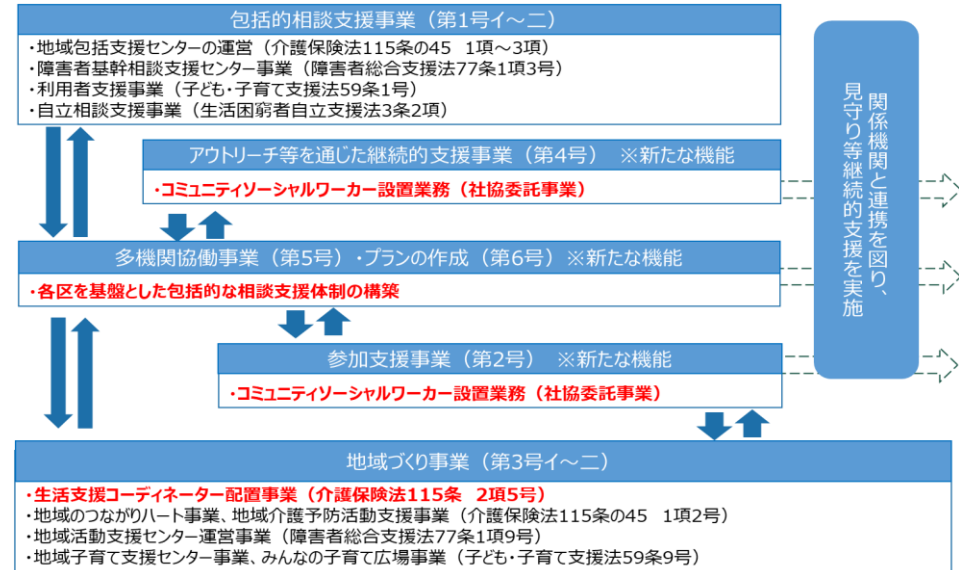 包括的相談支援事業（第1号イ～ニ）
・地域包括支援センターの運営（介護保険法115条の45　1項～3項）
・障害者基幹相談支援センター事業（障害者総合支援法77条1項3号）
・利用者支援事業（子ども・子育て支援法59条1号）
・自立相談支援事業（生活困窮者自立支援法3条2項）
アウトリーチ等を通じた継続的支援事業（第4号）　※新たな機能
・コミュニティソーシャルワーカー設置業務（社協委託事業）
多機関協働事業（第5号）・プランの作成（第6号）※新たな機能
・各区を基盤とした包括的な相談支援体制の構築
参加支援事業（第2号）　※新たな機能
・コミュニティソーシャルワーカー設置業務（社協委託事業）
地域づくり事業（第3号イ～ニ）
・生活支援コーディネーター配置事業（介護保険法115条　2項5号）
・地域のつながりハート事業、地域介護予防活動支援事業（介護保険法115条の45　1項2号）
・地域活動支援センター運営事業（障害者総合支援法77条1項9号）
・地域子育て支援センター事業、みんなの子育て広場事業（子ども・子育て支援法59条9号）
関係機関と連携を図り、
見守り等継続的支援を実施